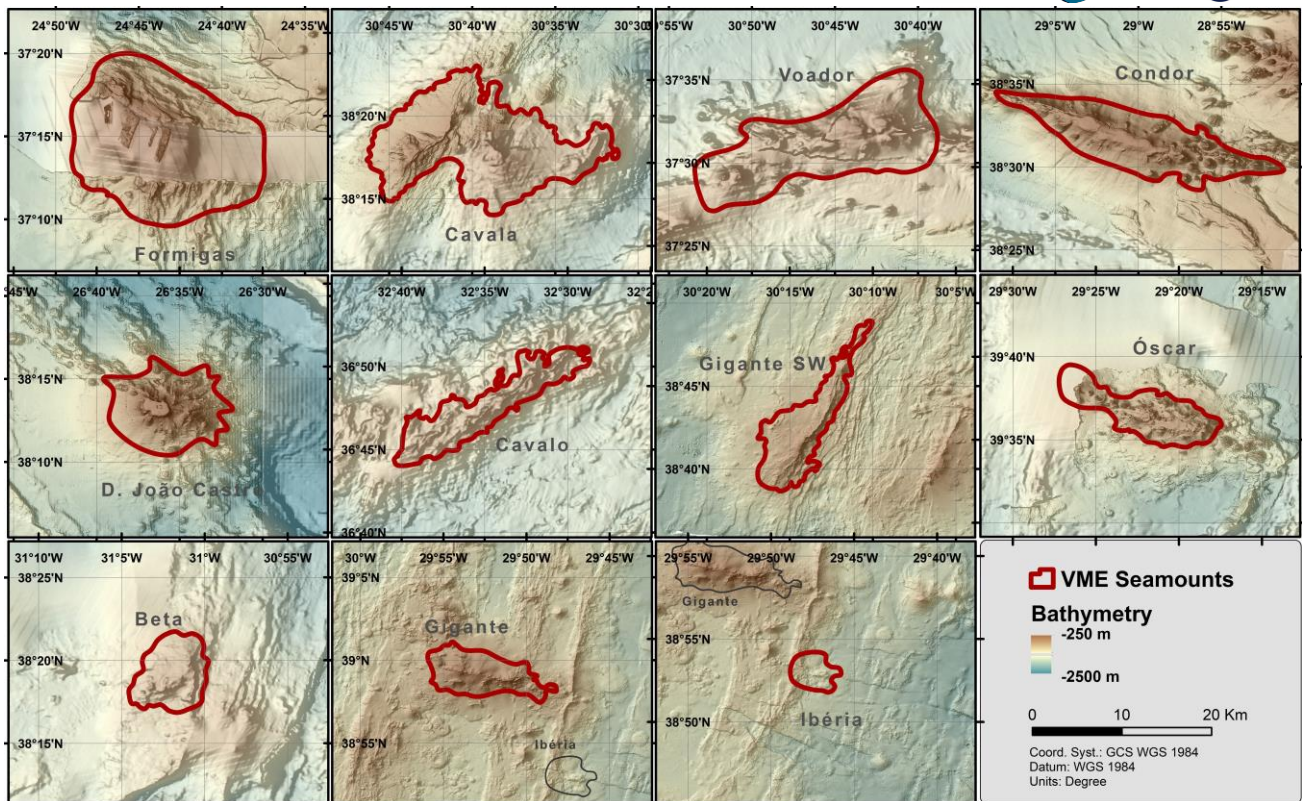 24°50'W 24°45'W 24°40'W 24°35'W
37°20'N
37°15'N
37°10'N
Formigas
30°45'W 30°40'W 30°35'W 30°30'W
38°20'N
38°15'N
Cavala
30°55'W 30°50'W 30°45'W 30°40'W
37°35'N
37°30'N
37°25'N
Voador
29°5'W 29°W 28°55'W
38°35'N
38°30'N
38°25'N
Condor
26°40'W 26°35'W 26°30'W
38°15'N
38°10'N
D. João Castro
32°40'W 32°35'W 32°30'W
36°50'N
36°45'N
36°40'N
Cavalo
30°20'W 30°15'W 30°10'W 30°5'W
38°45'N
38°40'N
Gigante SW
29°30'W 29°25'W 29°20'W 29°15'W
39°40'N
39°35'N
Óscar
31°10'W 31°5'W 31°W 30°55'W
38°25'N
38°20'N
38°15'N
Beta
30°W 29°55'W 29°50'W 29°45'W
39°5'N
39°N
38°55'N
Gigante
Ibéria
29°55'W 29°50'W 29°45'W 29°40'W
Gigante
38°55'N
38°50'N
Ibéria
VME Seamounts
Bathymetry
-250 m
-2500 m
0 10 20 Km
Coord. Syst.: GCS WGS 1984
Datum: WGS 1984
Units: Degree